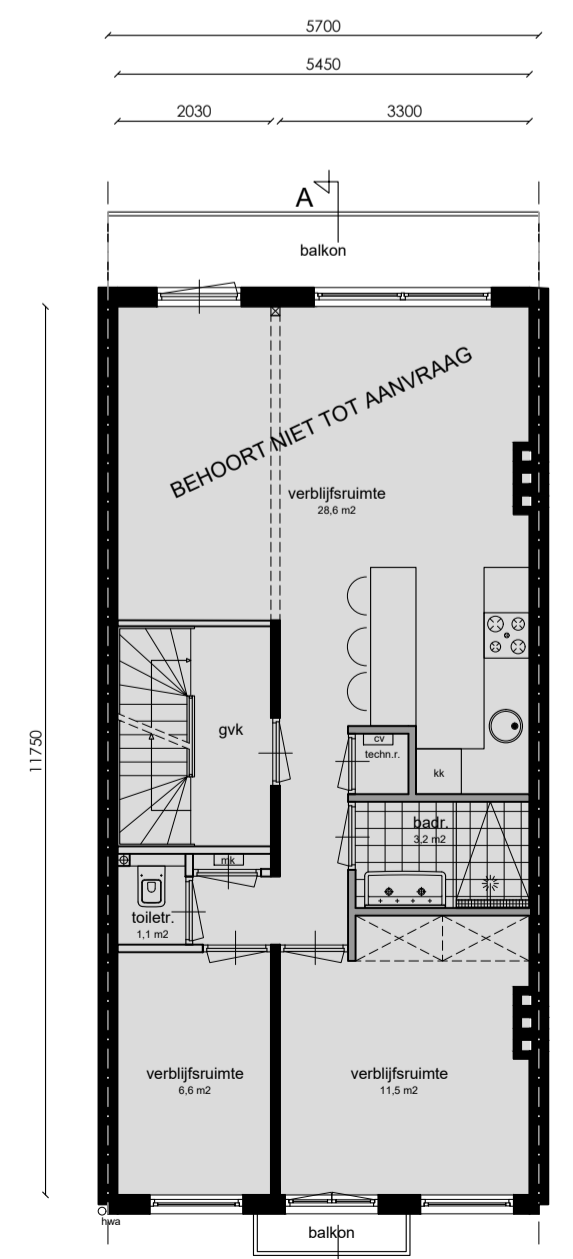 5700
5450
2030 3300
A
balkon
BEHOORT NIET TOT AANVRAAG
verblijfsruimte
28,6 m2
gvk
cv
techn.r.
kk
11750
badr.
3,2 m2
mk
toiletr.
1,1 m2
verblijfsruimte
6,6 m2
verblijfsruimte
11,5 m2
hwa
balkon